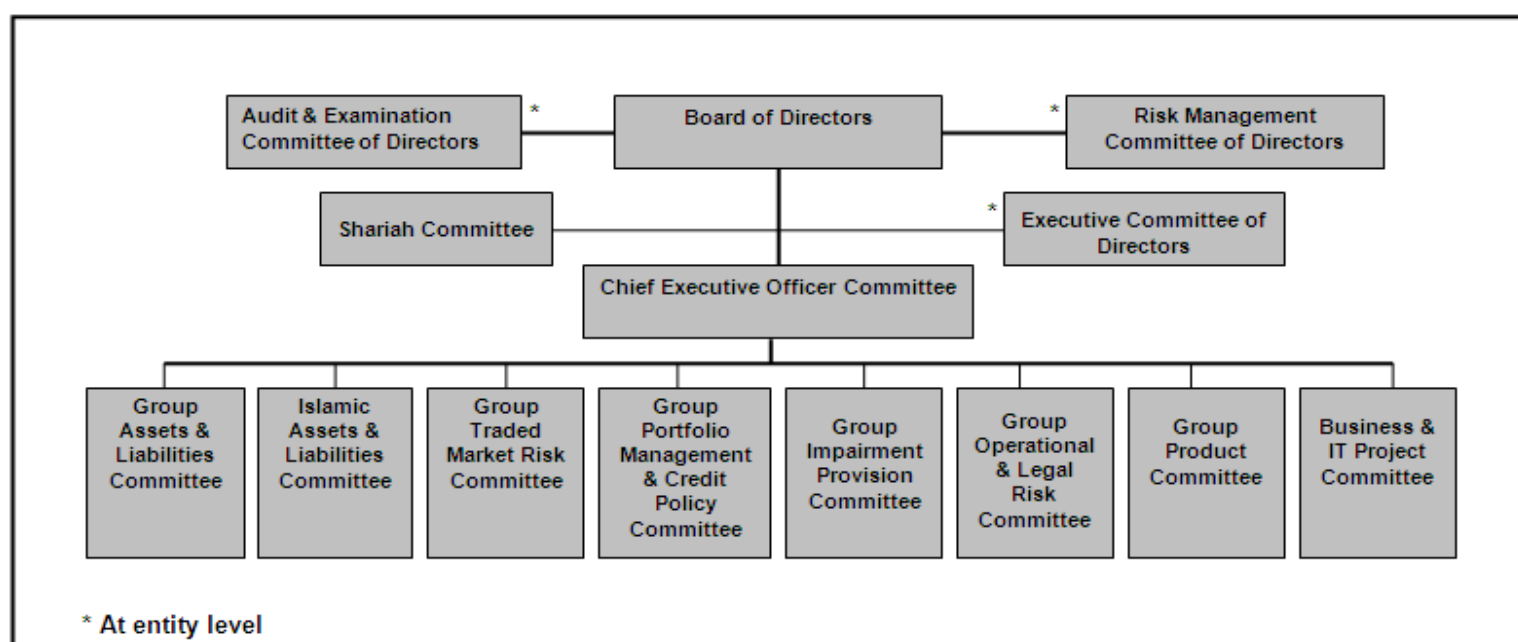 Audit & Examination
Committee of Directors
*
Board of Directors
*
Risk Management
Committee of Directors
Shariah Committee
*
Executive Committee of
Directors
Chief Executive Officer Committee
Group
Assets &
Liabilities
Committee
Islamic
Assets &
Liabilities
Committee
Group
Traded
Market Risk
Committee
Group
Portfolio
Management
& Credit
Policy
Committee
Group
Impairment
Provision
Committee
Group
Operational
& Legal
Risk
Committee
Group
Product
Committee
Business &
IT Project
Committee
* At entity level